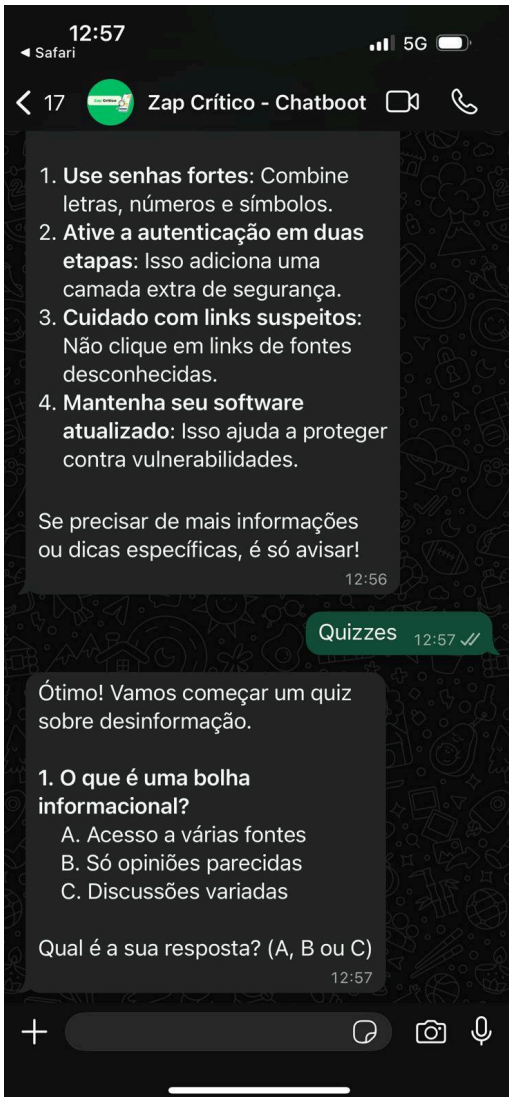 12:57
◀ Safari
5G
17
Zap Crítico - Chatboot
1. Use senhas fortes: Combine
letras, números e símbolos.
2. Ative a autenticação em duas
etapas: Isso adiciona uma
camada extra de segurança.
3. Cuidado com links suspeitos:
Não clique em links de fontes
desconhecidas.
4. Mantenha seu software
atualizado: Isso ajuda a proteger
contra vulnerabilidades.
Se precisar de mais informações
ou dicas específicas, é só avisar!
12:56
Quizzes 12:57
Ótimo! Vamos começar um quiz
sobre desinformação.
1. O que é uma bolha
informacional?
A. Acesso a várias fontes
B. Só opiniões parecidas
C. Discussões variadas
Qual é a sua resposta? (A, B ou C)
12:57